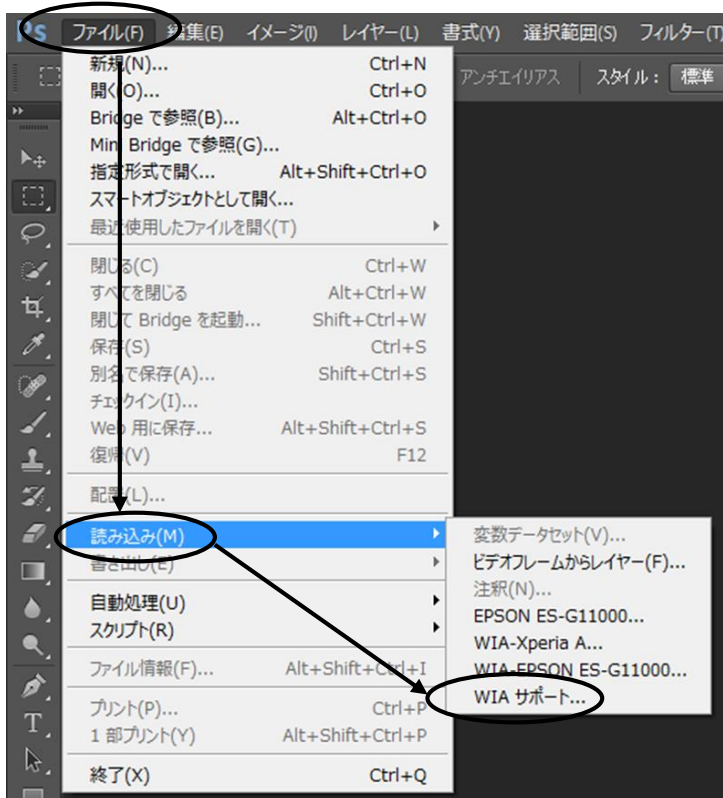 Ps ファイル(F) 編集(E) イメージ(I) レイヤー(L) 書式(Y) 選択範囲(S) フィルター(T)
アンチエイリアス スタイル： 標準
新規(N)... Ctrl+N
開く(O)... Ctrl+O
Bridge で参照(B)... Alt+Ctrl+O
Mini Bridge で参照(G)...
指定形式で開く... Alt+Shift+Ctrl+O
スマートオブジェクトとして開く...
最近使用したファイルを開く(T)
閉じる(C) Ctrl+W
すべてを閉じる Alt+Ctrl+W
閉じて Bridge を起動... Shift+Ctrl+W
保存(S) Ctrl+S
別名で保存(A)... Shift+Ctrl+S
チェックイン(I)...
Web 用に保存... Alt+Shift+Ctrl+S
復帰(V) F12
配置(L)...
読み込み(M)
書き出し(E)
自動処理(U)
スクリプト(R)
ファイル情報(F)... Alt+Shift+Ctrl+I
プリント(P)... Ctrl+P
1 部プリント(Y) Alt+Shift+Ctrl+P
終了(X) Ctrl+Q
変数データセット(V)...
ビデオフレームからレイヤー(F)...
注釈(N)...
EPSON ES-G11000...
WIA-Xperia A...
WIA-EPSON ES-G11000...
WIA サポート...